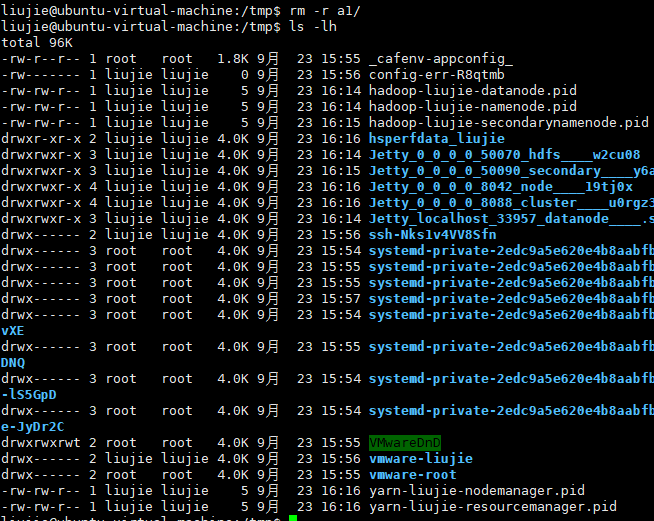 liujie@ubuntu-virtual-machine:/tmp$ rm -r a1/
liujie@ubuntu-virtual-machine:/tmp$ ls -lh
total 96K
-rw-r--r-- 1 root   root   1.8K 9月  23 15:55 _cafenv-appconfig_
-rw------- 1 liujie liujie    0 9月  23 15:56 config-err-R8qtmb
-rw-rw-r-- 1 liujie liujie    5 9月  23 16:14 hadoop-liujie-datanode.pid
-rw-rw-r-- 1 liujie liujie    5 9月  23 16:14 hadoop-liujie-namenode.pid
-rw-rw-r-- 1 liujie liujie    5 9月  23 16:15 hadoop-liujie-secondarynamenode.pid
drwxr-xr-x 2 liujie liujie 4.0K 9月  23 16:16 hsperfdata_liujie
drwxrwxr-x 3 liujie liujie 4.0K 9月  23 16:14 Jetty_0_0_0_0_50070_hdfs____w2cu08
drwxrwxr-x 3 liujie liujie 4.0K 9月  23 16:15 Jetty_0_0_0_0_50090_secondary____y6a
drwxrwxr-x 4 liujie liujie 4.0K 9月  23 16:16 Jetty_0_0_0_0_8042_node____19tj0x
drwxrwxr-x 4 liujie liujie 4.0K 9月  23 16:16 Jetty_0_0_0_0_8088_cluster____u0rgz3
drwxrwxr-x 3 liujie liujie 4.0K 9月  23 16:14 Jetty_localhost_33957_datanode____.s
drwx------ 2 liujie liujie 4.0K 9月  23 15:56 ssh-Nks1v4VV8Sfn
drwx------ 3 root   root   4.0K 9月  23 15:54 systemd-private-2edc9a5e620e4b8aabfb
drwx------ 3 root   root   4.0K 9月  23 15:55 systemd-private-2edc9a5e620e4b8aabfb
drwx------ 3 root   root   4.0K 9月  23 15:55 systemd-private-2edc9a5e620e4b8aabfb
drwx------ 3 root   root   4.0K 9月  23 15:57 systemd-private-2edc9a5e620e4b8aabfb
drwx------ 3 root   root   4.0K 9月  23 15:54 systemd-private-2edc9a5e620e4b8aabfb
vXE
drwx------ 3 root   root   4.0K 9月  23 15:55 systemd-private-2edc9a5e620e4b8aabfb
DNQ
drwx------ 3 root   root   4.0K 9月  23 15:54 systemd-private-2edc9a5e620e4b8aabfb
-lS5GpD
drwx------ 3 root   root   4.0K 9月  23 15:54 systemd-private-2edc9a5e620e4b8aabfb
e-JyDr2C
drwxrwxrwt 2 root   root   4.0K 9月  23 15:55 VMwareDnD
drwx------ 2 liujie liujie 4.0K 9月  23 15:56 vmware-liujie
drwx------ 2 root   root   4.0K 9月  23 15:55 vmware-root
-rw-rw-r-- 1 liujie liujie    5 9月  23 16:16 yarn-liujie-nodemanager.pid
-rw-rw-r-- 1 liujie liujie    5 9月  23 16:16 yarn-liujie-resourcemanager.pid
liujie@ubuntu-virtual-machine:/tmp$